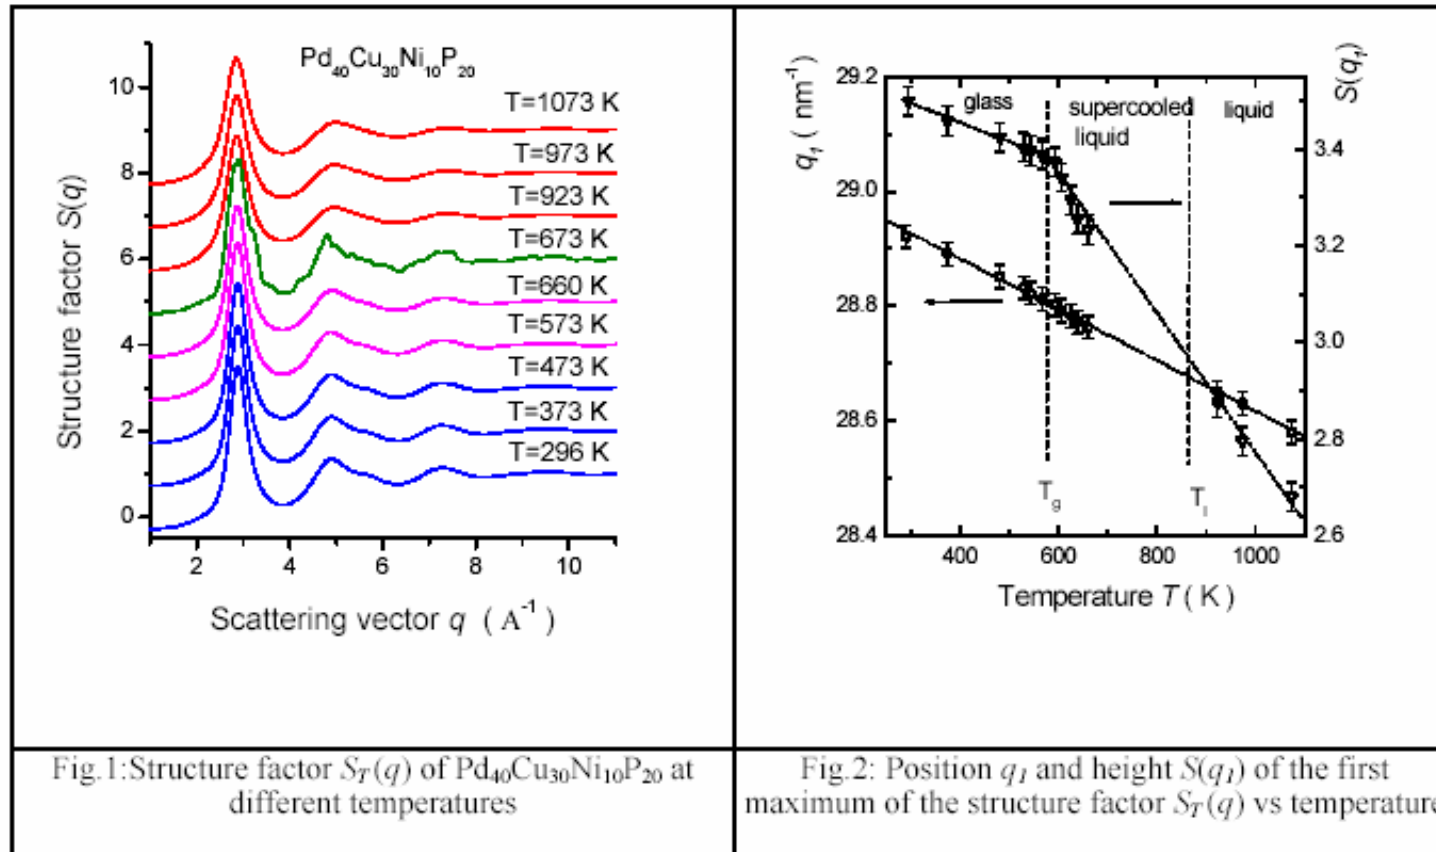 Pd40Cu30Ni10P20
T=1073 K
T=973 K
T=923 K
T=673 K
T=660 K
T=573 K
T=473 K
T=373 K
T=296 K
10
8
6
4
2
0
Structure factor S(q)
2 4 6 8 10
Scattering vector q ( A-1 )
29.2
29.0
28.8
28.6
28.4
q1 ( nm-1 )
glass
supercooled
liquid
liquid
Tg
Tl
S(q1)
3.4
3.2
3.0
2.8
2.6
400 600 800 1000
Temperature T ( K )
Fig.1:Structure factor ST(q) of Pd40Cu30Ni10P20 at
different temperatures
Fig.2: Position q1 and height S(q1) of the first
maximum of the structure factor ST(q) vs temperature